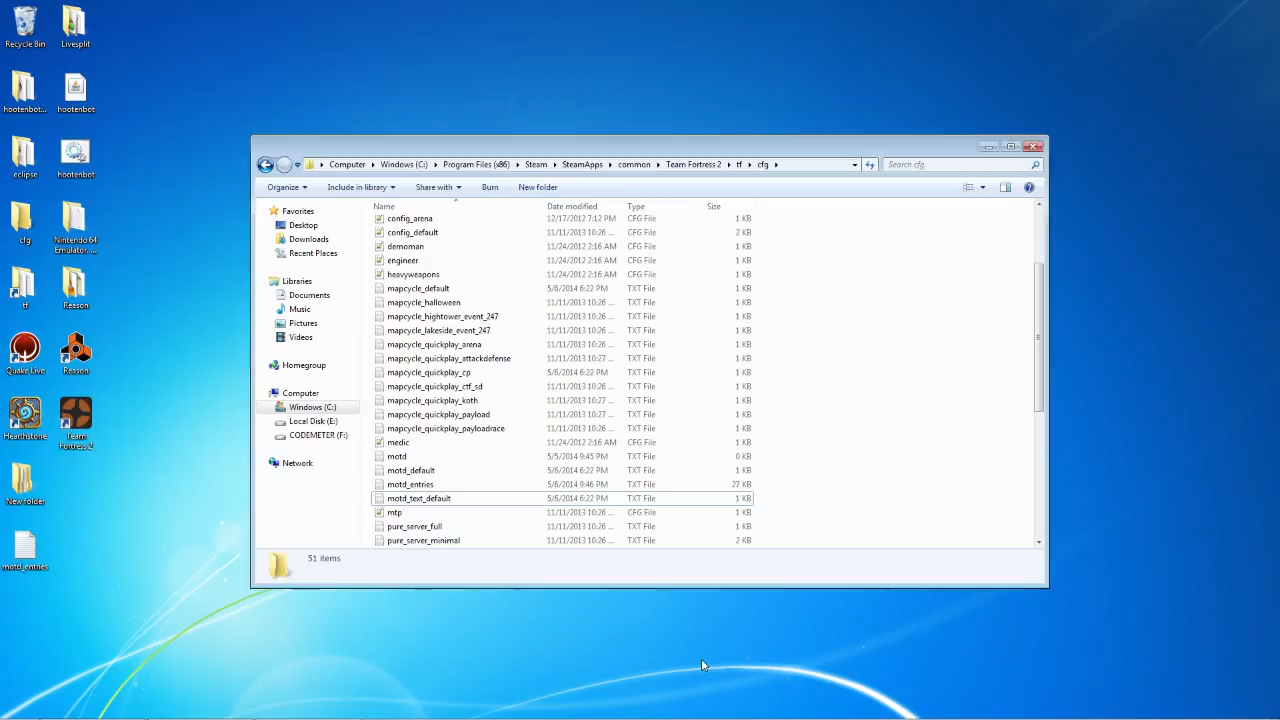 Recycle Bin
Livesplit
hootenbot...
hootenbot
eclipse
hootenbot
cfg
Nintendo 64
Emulator. ...
tf
Reason
Quake Live
Reason
Hearthstone
Team
Fortress 2
New folder
motd_entries
Computer Windows (C:) Program Files (x86) Steam SteamApps common Team Fortress 2 tf cfg
Search cfg
Organize Include in library Share with Burn New folder
Favorites
Desktop
Downloads
Recent Places
Libraries
Documents
Music
Pictures
Videos
Homegroup
Computer
Windows (C:)
Local Disk (E:)
CODEMETER (F:)
Network
Name Date modified Type Size
config_arena 12/17/2012 7:12 PM CFG File 1 KB
config_default 11/11/2013 10:26 ... CFG File 2 KB
demoman 11/24/2012 2:16 AM CFG File 1 KB
engineer 11/24/2012 2:16 AM CFG File 1 KB
heavyweapons 11/24/2012 2:16 AM CFG File 1 KB
mapcycle_default 5/6/2014 6:22 PM TXT File 1 KB
mapcycle_halloween 11/11/2013 10:26 ... TXT File 1 KB
mapcycle_hightower_event_247 11/11/2013 10:26 ... TXT File 1 KB
mapcycle_lakeside_event_247 11/11/2013 10:26 ... TXT File 1 KB
mapcycle_quickplay_arena 11/11/2013 10:26 ... TXT File 1 KB
mapcycle_quickplay_attackdefense 11/11/2013 10:27 ... TXT File 1 KB
mapcycle_quickplay_cp 5/6/2014 6:22 PM TXT File 1 KB
mapcycle_quickplay_ctf_sd 11/11/2013 10:26 ... TXT File 1 KB
mapcycle_quickplay_koth 11/11/2013 10:27 ... TXT File 1 KB
mapcycle_quickplay_payload 11/11/2013 10:27 ... TXT File 1 KB
mapcycle_quickplay_payloadrace 11/11/2013 10:26 ... TXT File 1 KB
medic 11/24/2012 2:16 AM CFG File 1 KB
motd 5/5/2014 9:45 PM TXT File 0 KB
motd_default 5/6/2014 6:22 PM TXT File 1 KB
motd_entries 5/6/2014 9:46 PM TXT File 27 KB
motd_text_default 5/6/2014 6:22 PM TXT File 1 KB
mtp 11/11/2013 10:26 ... CFG File 1 KB
pure_server_full 11/11/2013 10:26 ... TXT File 1 KB
pure_server_minimal 11/11/2013 10:26 ... TXT File 2 KB
51 items